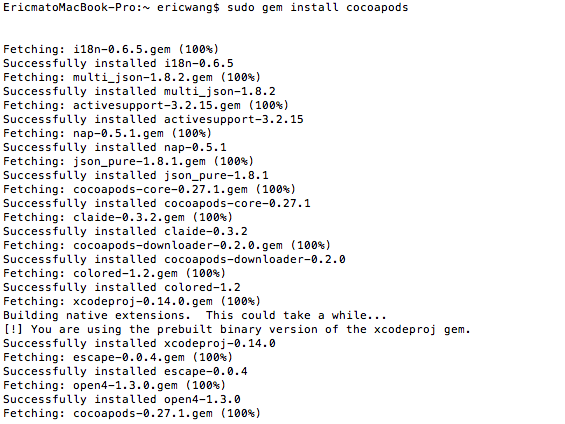 EricmatoMacBook-Pro:~ ericwang$ sudo gem install cocoapods
Fetching: i18n-0.6.5.gem (100%)
Successfully installed i18n-0.6.5
Fetching: multi_json-1.8.2.gem (100%)
Successfully installed multi_json-1.8.2
Fetching: activesupport-3.2.15.gem (100%)
Successfully installed activesupport-3.2.15
Fetching: nap-0.5.1.gem (100%)
Successfully installed nap-0.5.1
Fetching: json_pure-1.8.1.gem (100%)
Successfully installed json_pure-1.8.1
Fetching: cocoapods-core-0.27.1.gem (100%)
Successfully installed cocoapods-core-0.27.1
Fetching: claide-0.3.2.gem (100%)
Successfully installed claide-0.3.2
Fetching: cocoapods-downloader-0.2.0.gem (100%)
Successfully installed cocoapods-downloader-0.2.0
Fetching: colored-1.2.gem (100%)
Successfully installed colored-1.2
Fetching: xcodeproj-0.14.0.gem (100%)
Building native extensions.  This could take a while...
[!] You are using the prebuilt binary version of the xcodeproj gem.
Successfully installed xcodeproj-0.14.0
Fetching: escape-0.0.4.gem (100%)
Successfully installed escape-0.0.4
Fetching: open4-1.3.0.gem (100%)
Successfully installed open4-1.3.0
Fetching: cocoapods-0.27.1.gem (100%)